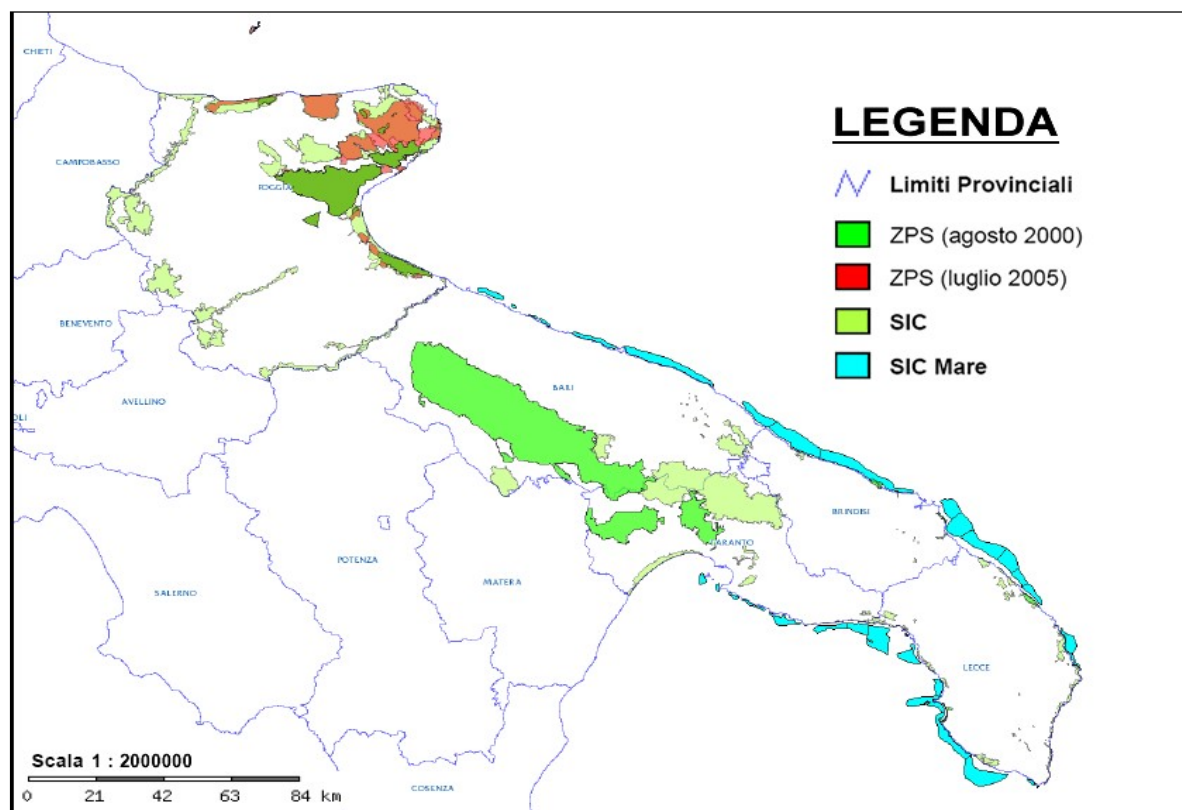 CHIETI
CAMPOBASSO
FOGGIA
BENEVENTO
AVELLINO
OLI
BARI
BRINDISI
TARANTO
POTENZA
MATERA
SALERNO
LECCE
COSENZA
LEGENDA
Limiti Provinciali
ZPS (agosto 2000)
ZPS (luglio 2005)
SIC
SIC Mare
Scala 1 : 2000000
0 21 42 63 84 km